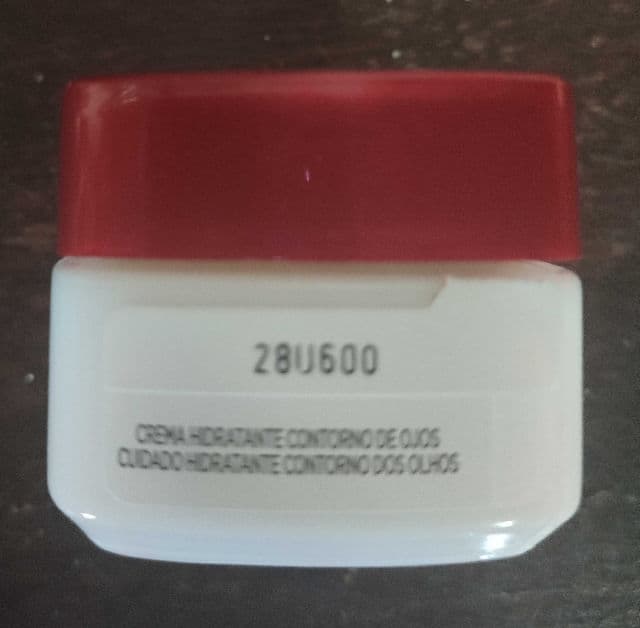 28U600
CREMA HIDRATANTE CONTORNO DE OJOS
CUIDADO HIDRATANTE CONTORNO DOS OLHOS